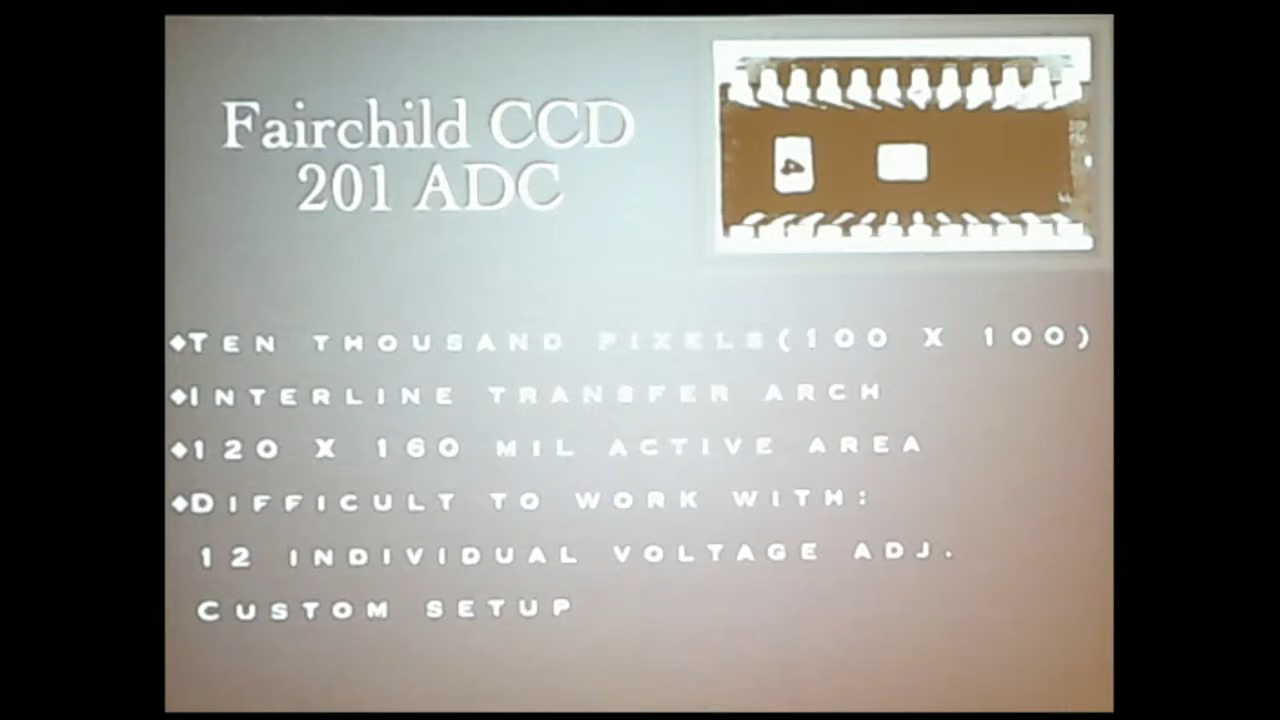 Fairchild CCD
201 ADC
◆TEN THOUSAND PIXELS(100 X 100)
◆INTERLINE TRANSFER ARCH
◆120 X 160 MIL ACTIVE AREA
◆DIFFICULT TO WORK WITH:
12 INDIVIDUAL VOLTAGE ADJ.
CUSTOM SETUP